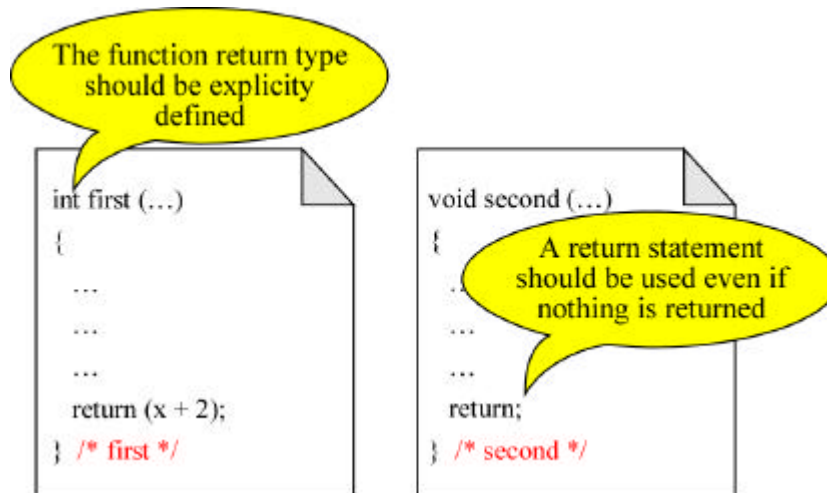 The function return type
should be explicity
defined
int first (…)
{
…
…
…
return (x + 2);
} /* first */
void second (…)
{
A return statement
should be used even if
nothing is returned
…
…
…
return;
} /* second */